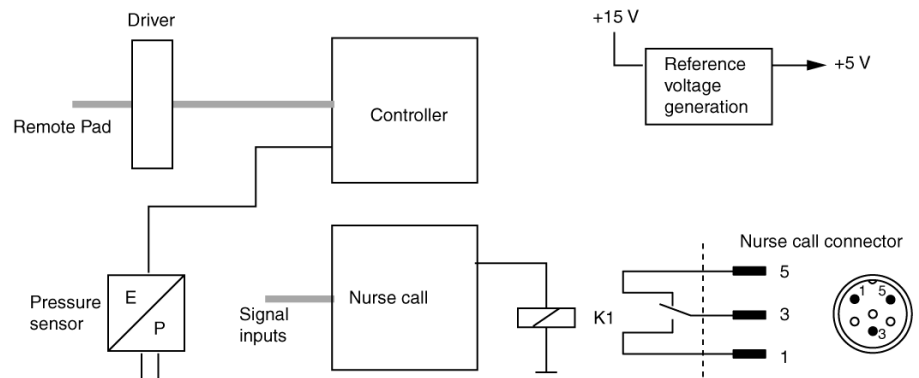 Driver
Remote Pad
Controller
+15 V
Reference
voltage
generation
+5 V
Pressure
sensor
E
P
Signal
inputs
Nurse call
K1
Nurse call connector
5
3
1
1
5
3